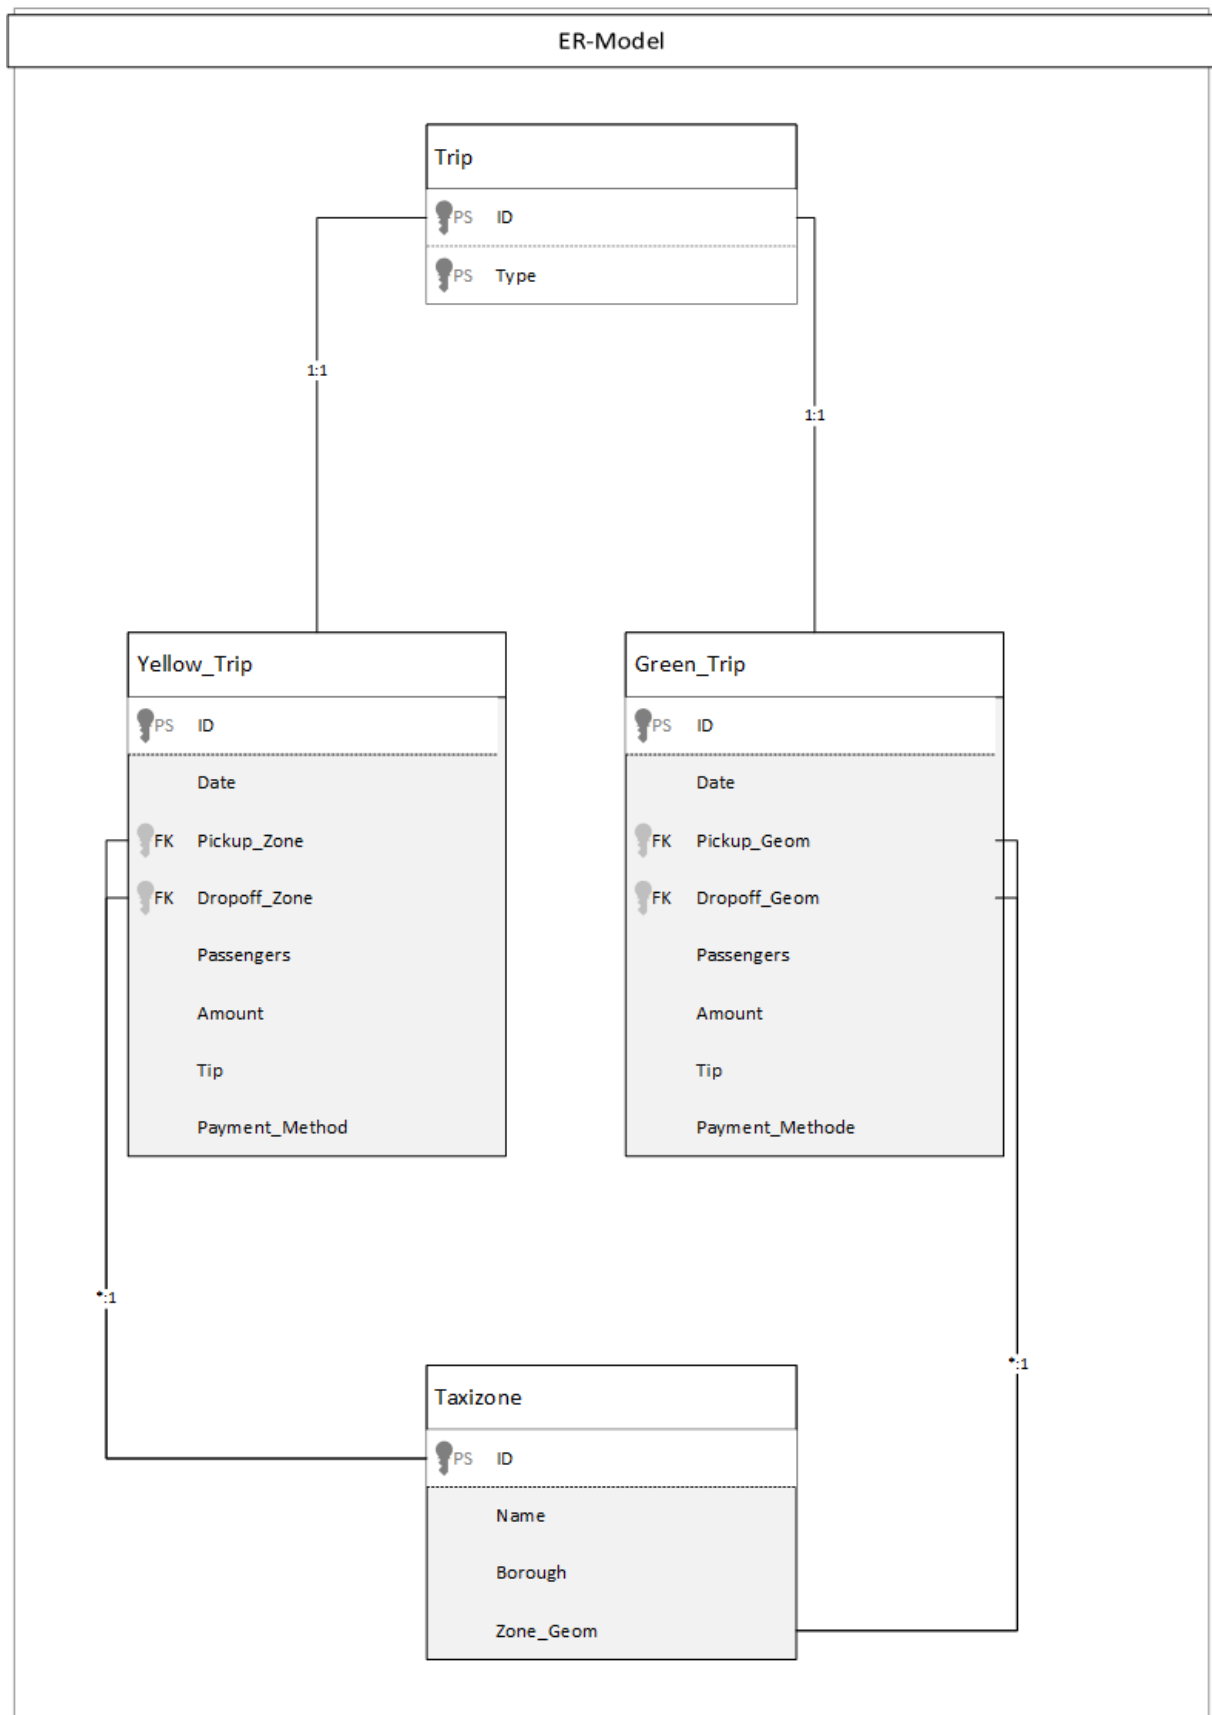 ER-Model
Trip
PS ID
PS Type
1:1
1:1
Yellow_Trip
PS ID
Date
FK Pickup_Zone
FK Dropoff_Zone
Passengers
Amount
Tip
Payment_Method
Green_Trip
PS ID
Date
FK Pickup_Geom
FK Dropoff_Geom
Passengers
Amount
Tip
Payment_Methode
*:1
*:1
Taxizone
PS ID
Name
Borough
Zone_Geom